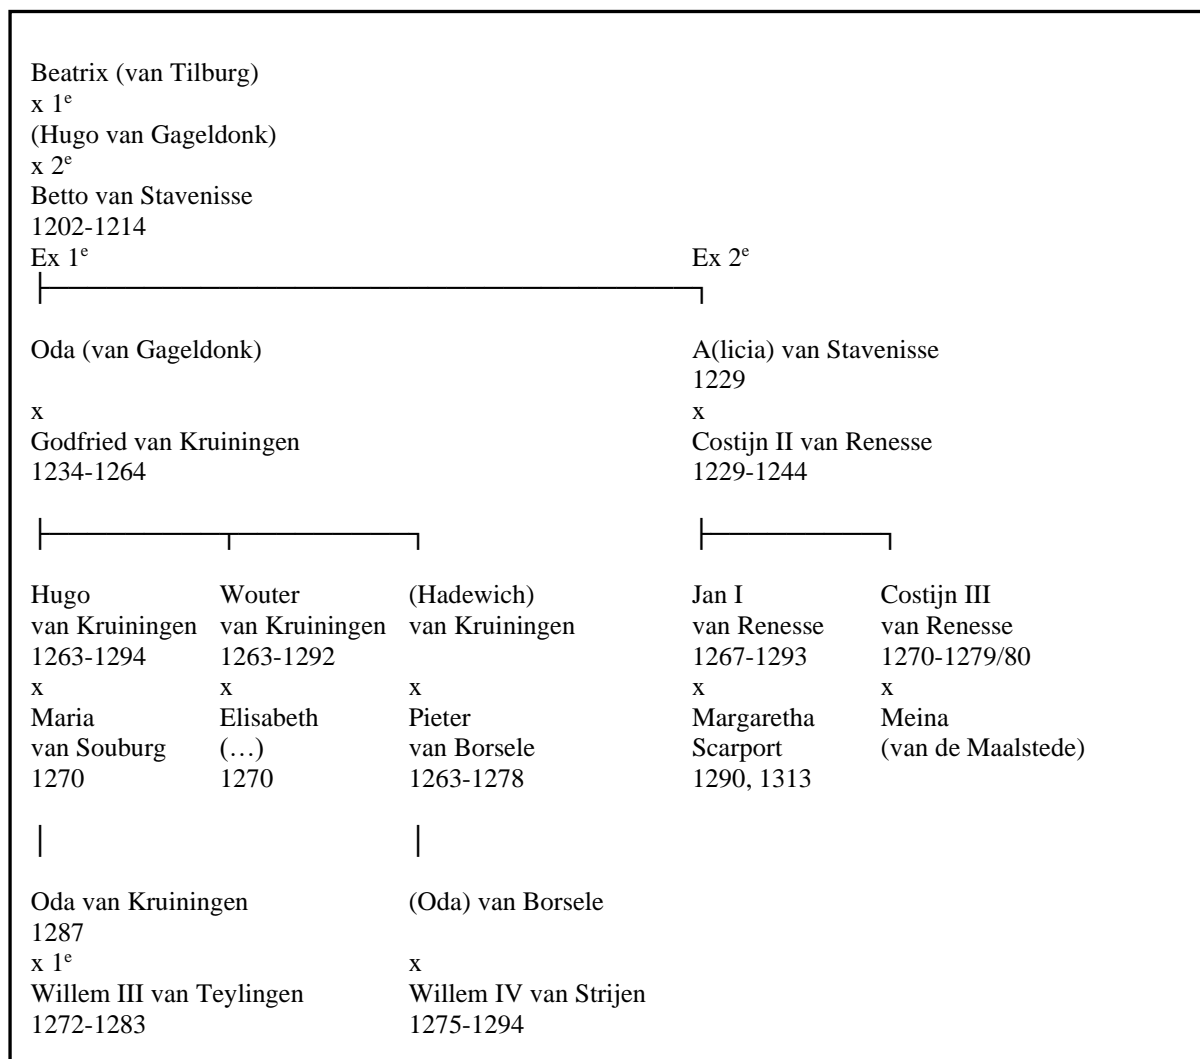 Beatrix (van Tilburg)
x 1e
(Hugo van Gageldonk)
x 2e
Betto van Stavenisse
1202-1214
Ex 1e Ex 2e
Oda (van Gageldonk) A(licia) van Stavenisse
1229
x x
Godfried van Kruiningen Costijn II van Renesse
1234-1264 1229-1244
Hugo Wouter (Hadewich) Jan I Costijn III
van Kruiningen van Kruiningen van Kruiningen van Renesse van Renesse
1263-1294 1263-1292 1267-1293 1270-1279/80
x x x x x
Maria Elisabeth Pieter Margaretha Meina
van Souburg (…) van Borsele Scarport (van de Maalstede)
1270 1270 1263-1278 1290, 1313
Oda van Kruiningen (Oda) van Borsele
1287
x 1e x
Willem III van Teylingen Willem IV van Strijen
1272-1283 1275-1294